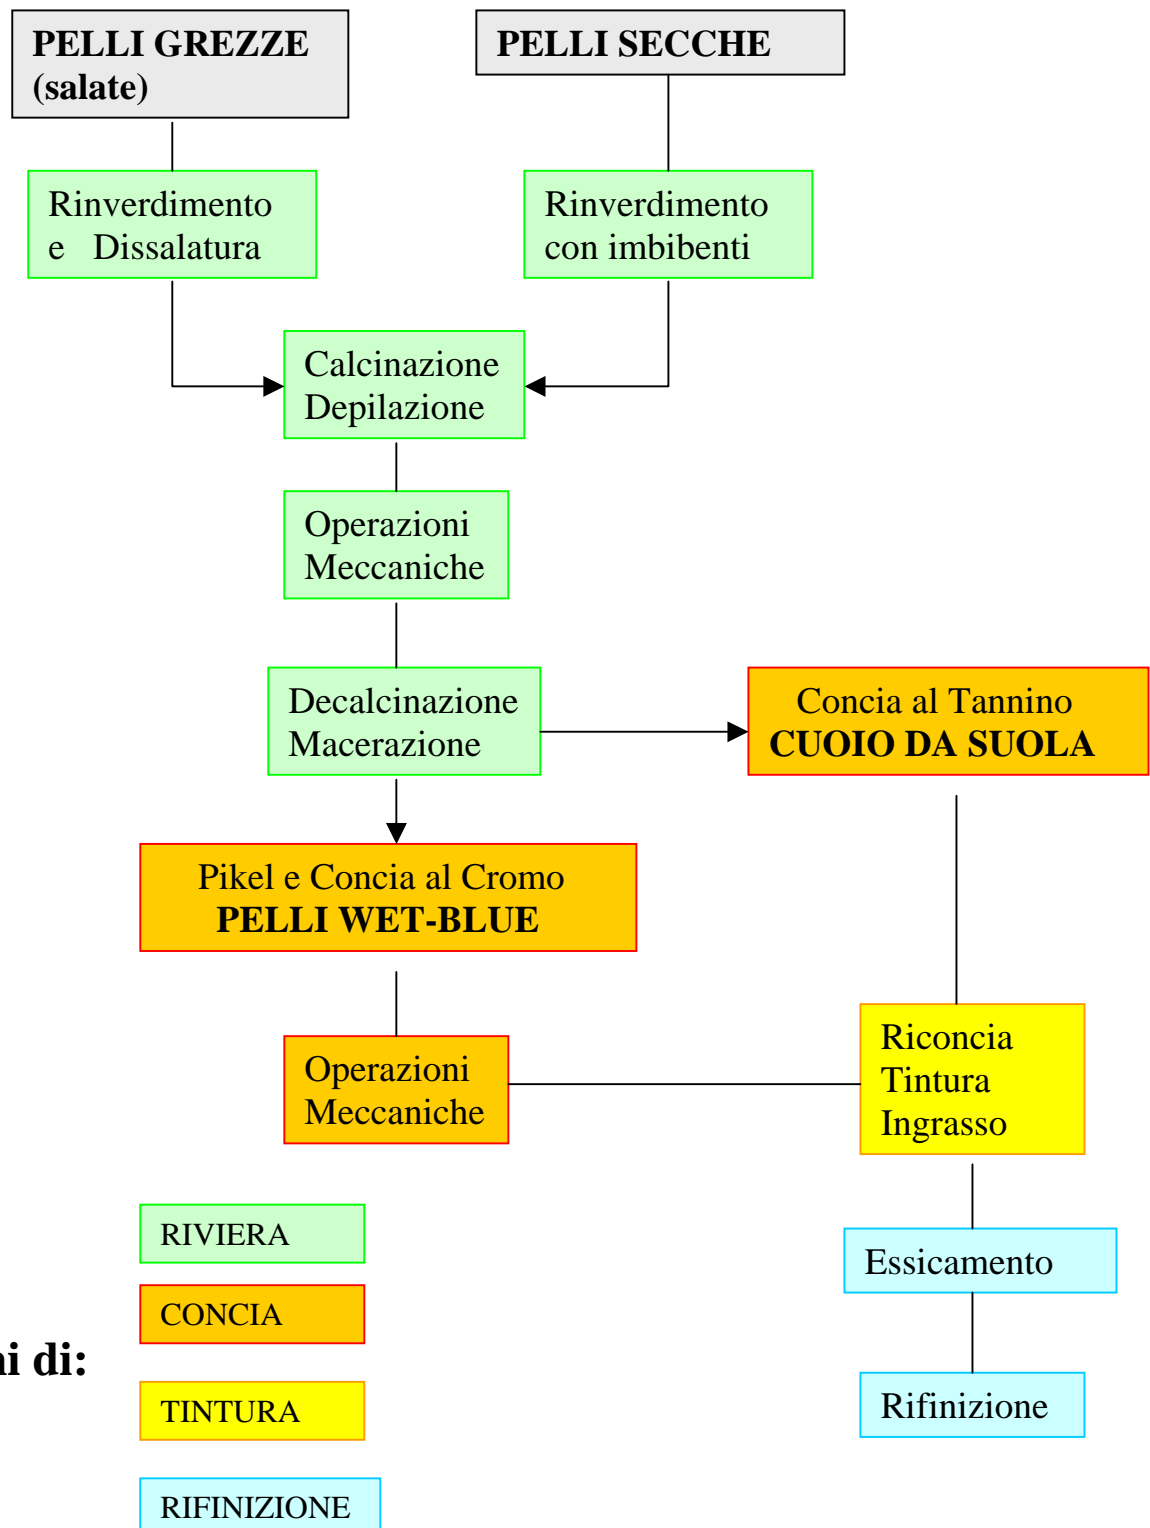 PELLI GREZZE
(salate)
PELLI SECCHE
Rinverdimento
e Dissalatura
Rinverdimento
con imbibenti
Calcinazione
Depilazione
Operazioni
Meccaniche
Decalcinazione
Macerazione
Concia al Tannino
CUOIO DA SUOLA
Pikel e Concia al Cromo
PELLI WET-BLUE
Operazioni
Meccaniche
Riconcia
Tintura
Ingrasso
Essicamento
Rifinizione
RIVIERA
CONCIA
di:
TINTURA
RIFINIZIONE